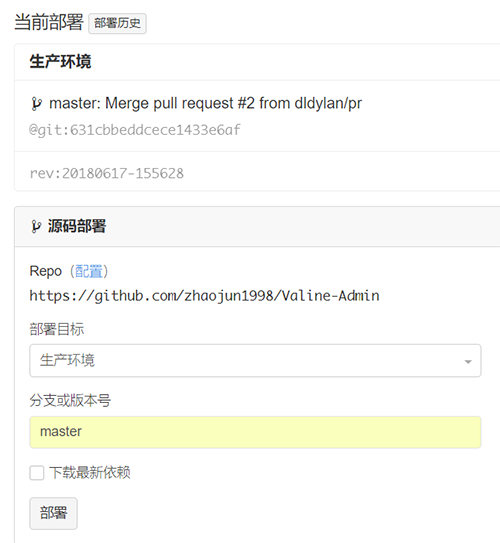 当前部署 部署历史
生产环境
master: Merge pull request #2 from dldylan/pr
@git:631cbbeddcece1433e6af
rev:20180617-155628
源码部署
Repo（配置）
https://github.com/zhaojun1998/Valine-Admin
部署目标
生产环境
分支或版本号
master
下载最新依赖
部署